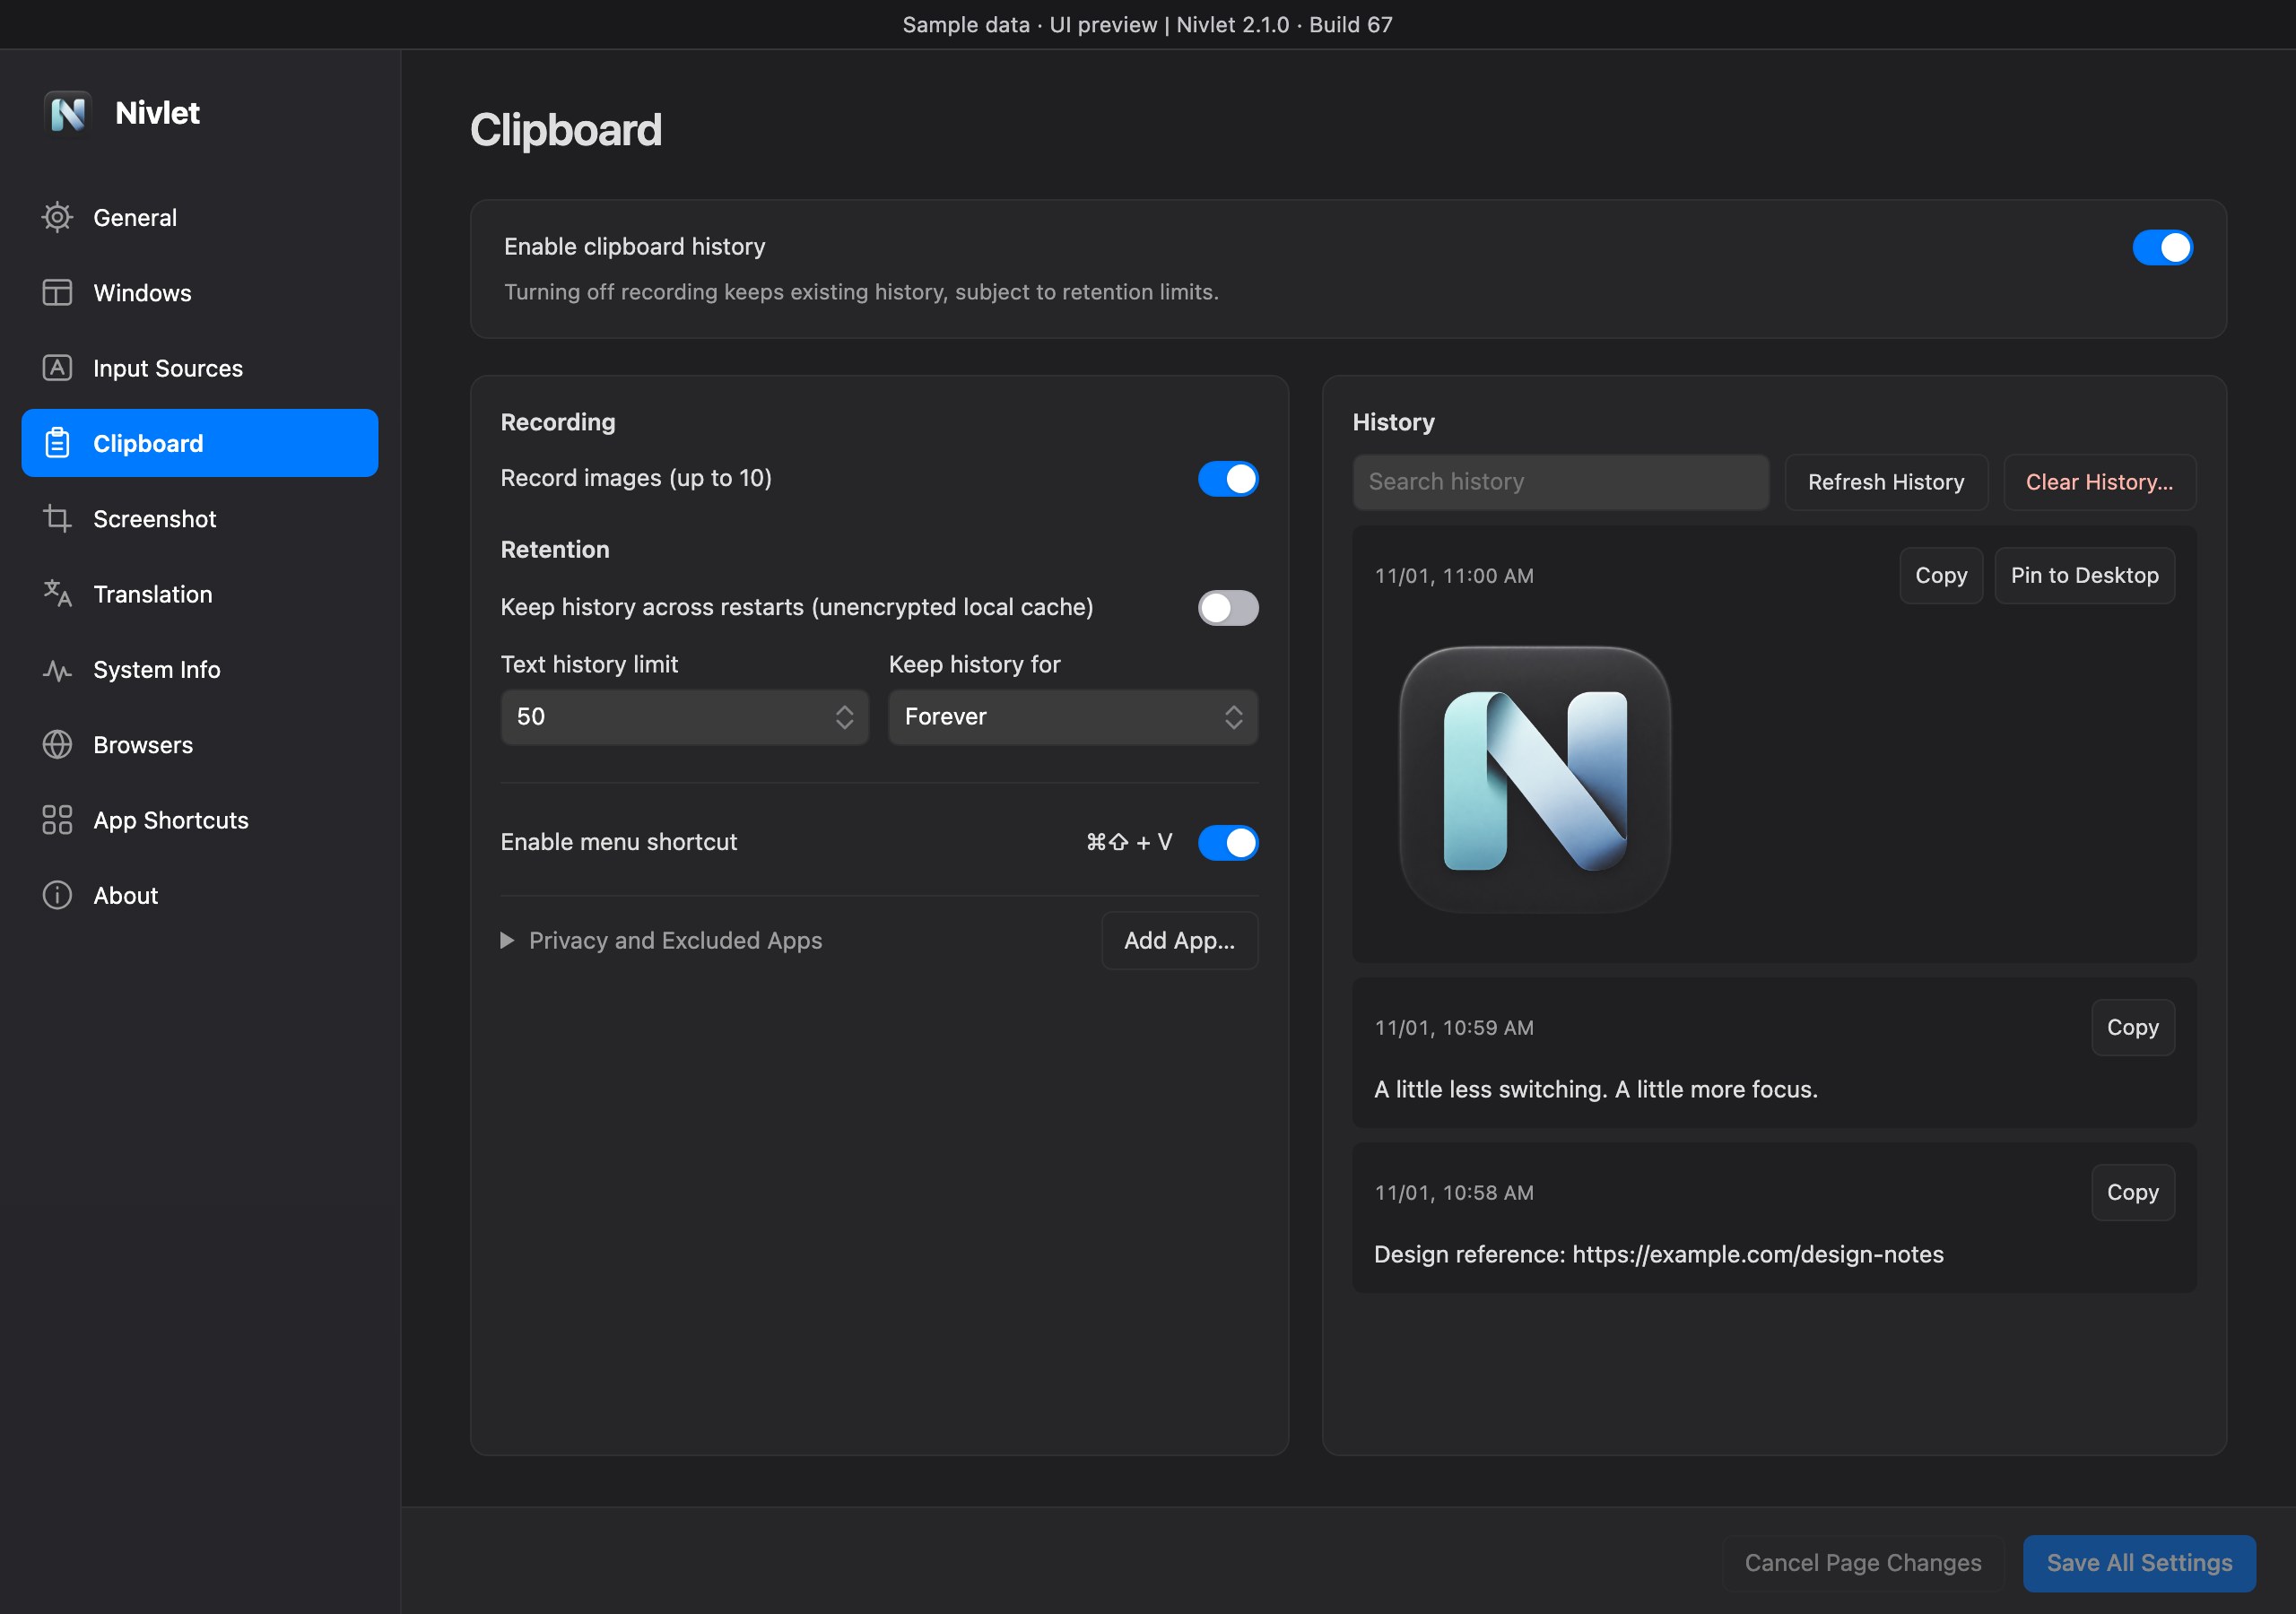 Sample data · UI preview | Nivlet 2.1.0 · Build 67
Nivlet
General
Windows
Input Sources
Clipboard
Screenshot
Translation
System Info
Browsers
App Shortcuts
About
Clipboard
Enable clipboard history
Turning off recording keeps existing history, subject to retention limits.
Recording
Record images (up to 10)
Retention
Keep history across restarts (unencrypted local cache)
Text history limit
Keep history for
50
Forever
Enable menu shortcut
⌘⇧ + V
Privacy and Excluded Apps
Add App...
History
Search history
Refresh History
Clear History...
11/01, 11:00 AM
Copy
Pin to Desktop
N
11/01, 10:59 AM
Copy
A little less switching. A little more focus.
11/01, 10:58 AM
Copy
Design reference: https://example.com/design-notes
Cancel Page Changes
Save All Settings